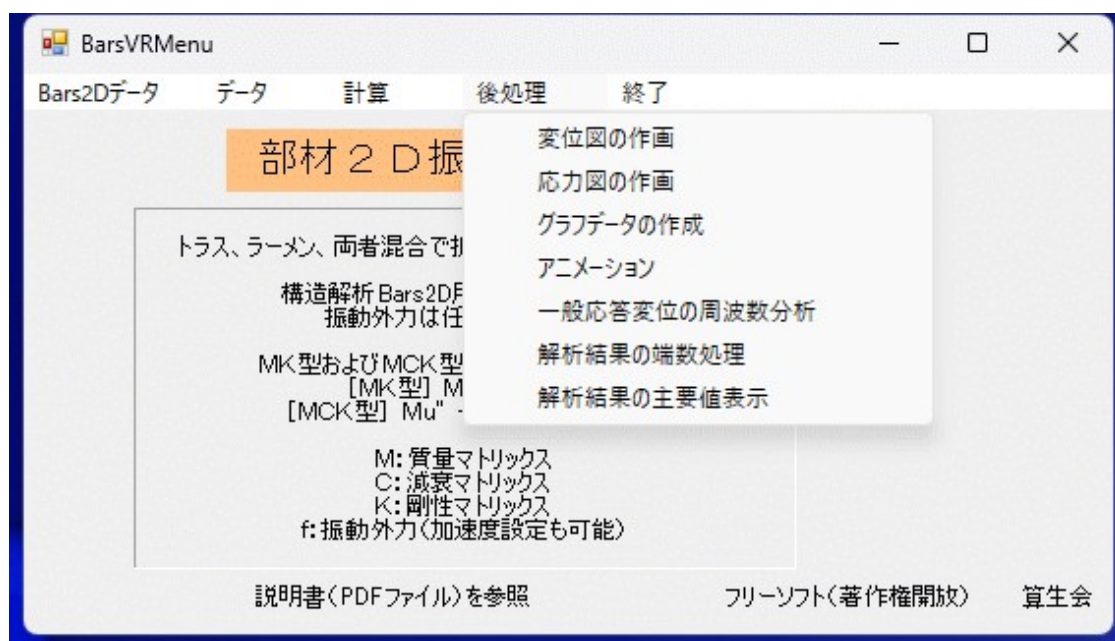 BarsVRMenu
Bars2Dデータ データ 計算 後処理 終了
変位図の作画
応力図の作画
グラフデータの作成
アニメーション
一般応答変位の周波数分析
解析結果の端数処理
解析結果の主要値表示
部材２Ｄ振
トラス、ラーメン、両者混合で
構造解析Bars2D
振動外力は任
MK型およびMCK型
[MK型] M
[MCK型] Mu"
M:質量マトリックス
C:減衰マトリックス
K:剛性マトリックス
f:振動外力(加速度設定も可能)
説明書(PDFファイル)を参照 フリーソフト(著作権開放) 算生会